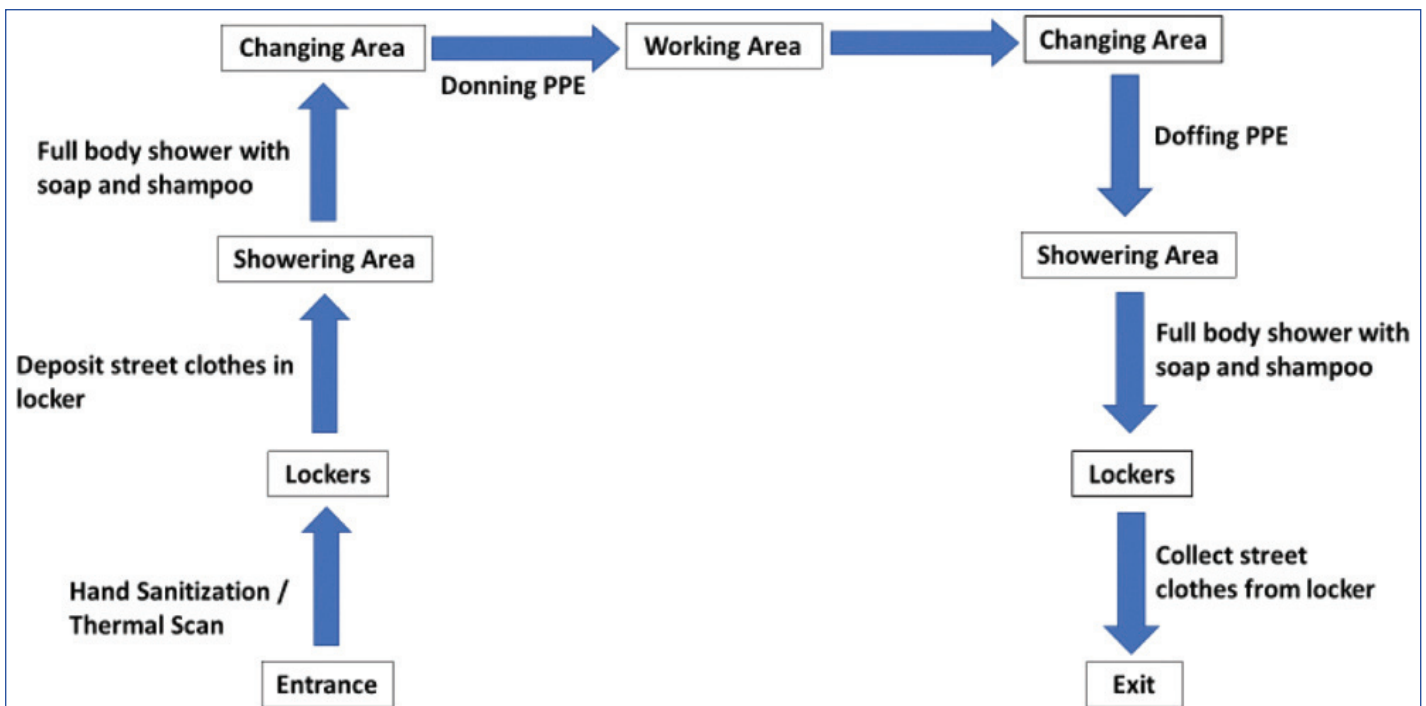 Changing Area
Donning PPE
Working Area
Changing Area
Full body shower with
soap and shampoo
Doffing PPE
Showering Area
Showering Area
Deposit street clothes in
locker
Full body shower with
soap and shampoo
Lockers
Lockers
Hand Sanitization /
Thermal Scan
Collect street
clothes from locker
Entrance
Exit